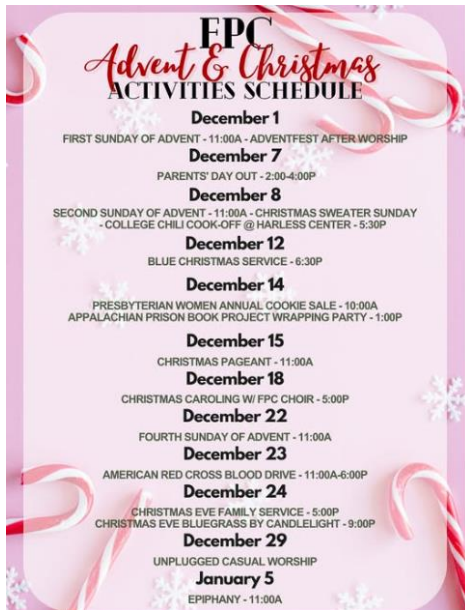 FPC
Advent & Christmas
ACTIVITIES SCHEDULE
December 1
FIRST SUNDAY OF ADVENT - 11:00A - ADVENTFEST AFTER WORSHIP
December 7
PARENTS' DAY OUT - 2:00-4:00P
December 8
SECOND SUNDAY OF ADVENT - 11:00A - CHRISTMAS SWEATER SUNDAY
- COLLEGE CHILI COOK-OFF @ HARLESS CENTER - 5:30P
December 12
BLUE CHRISTMAS SERVICE - 6:30P
December 14
PRESBYTERIAN WOMEN ANNUAL COOKIE SALE - 10:00A
APPALACHIAN PRISON BOOK PROJECT WRAPPING PARTY - 1:00P
December 15
CHRISTMAS PAGEANT - 11:00A
December 18
CHRISTMAS CAROLING W/ FPC CHOIR - 5:00P
December 22
FOURTH SUNDAY OF ADVENT - 11:00A
December 23
AMERICAN RED CROSS BLOOD DRIVE - 11:00A-6:00P
December 24
CHRISTMAS EVE FAMILY SERVICE - 5:00P
CHRISTMAS EVE BLUEGRASS BY CANDLELIGHT - 9:00P
December 29
UNPLUGGED CASUAL WORSHIP
January 5
EPIPHANY - 11:00A